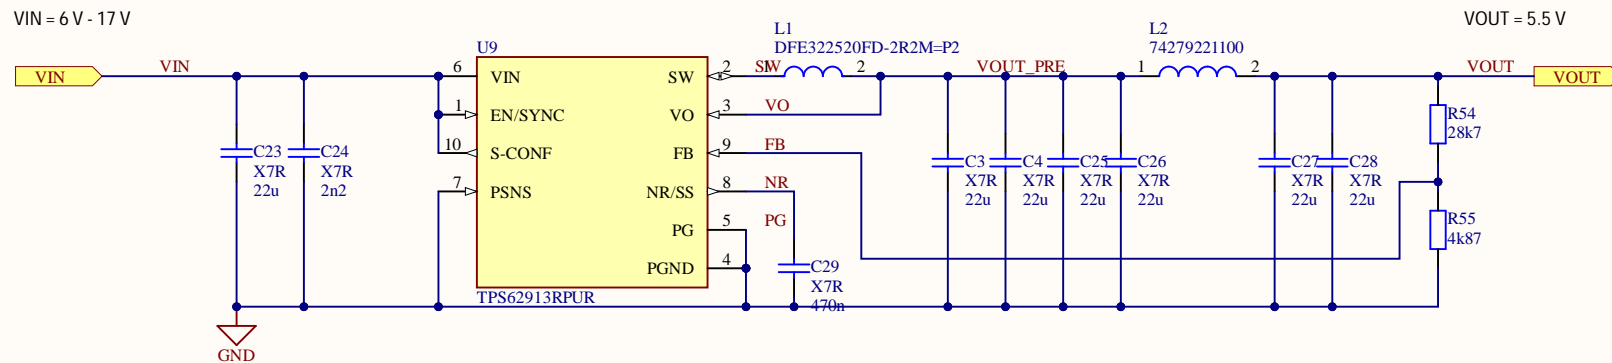 VIN = 6 V - 17 V
VOUT = 5.5 V
L1
DFE322520FD-2R2M=P2
L2
74279221100
U9
VIN
VIN
6
VIN
SW
2
SW
1
2
VOUT_PRE
1
2
VOUT
VOUT
1
EN/SYNC
VO
3
VO
R54
28k7
10
S-CONF
FB
9
FB
C23
X7R
22u
C24
X7R
2n2
C3
X7R
22u
C4
X7R
22u
C25
X7R
22u
C26
X7R
22u
C27
X7R
22u
C28
X7R
22u
7
PSNS
NR/SS
8
NR
PG
5
PG
R55
4k87
PGND
4
C29
X7R
470n
TPS62913RPUR
GND